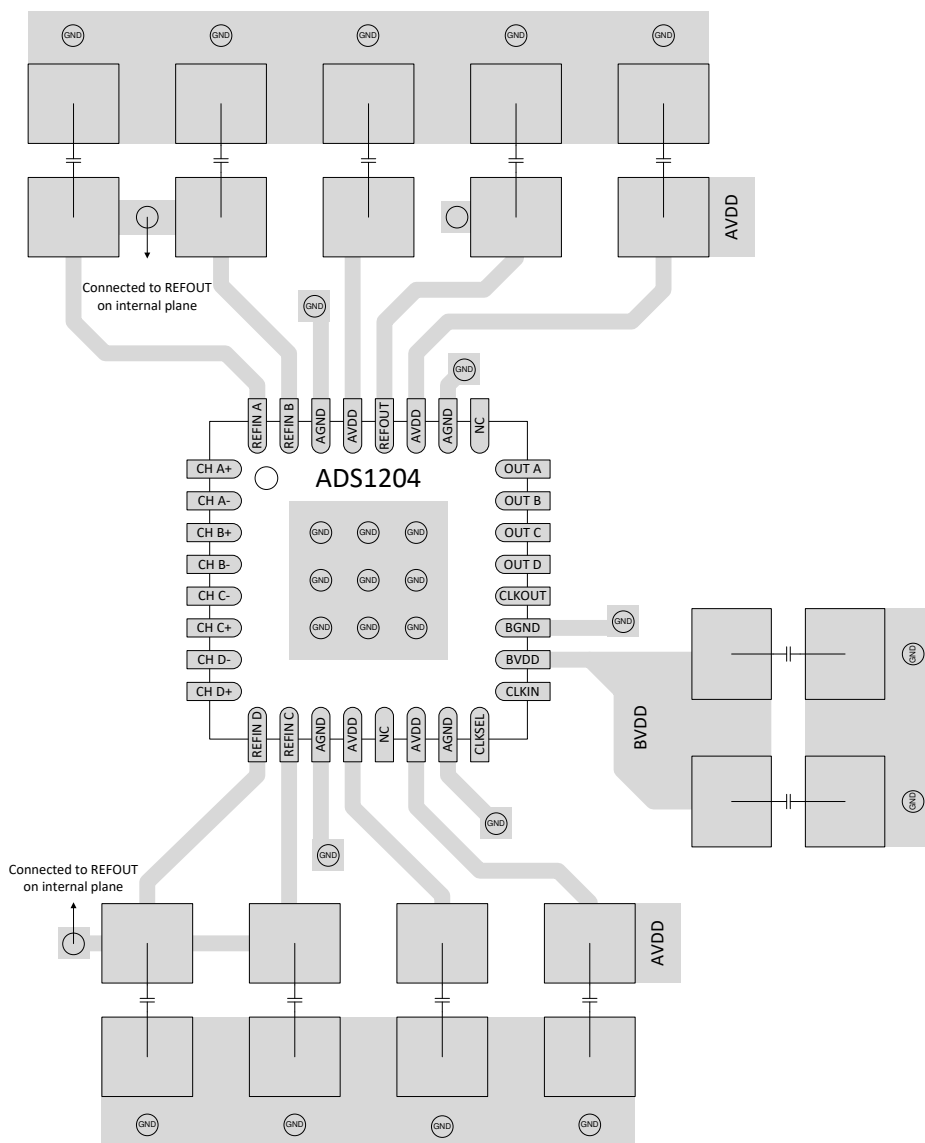 GND GND GND GND GND
AVDD
Connected to REFOUT
on internal plane
GND
GND
REFIN A REFIN B AGND AVDD REFOUT AVDD AGND NC
ADS1204
CH A+ OUT A
CH A- OUT B
CH B+ GND GND GND OUT C
CH B- GND GND GND OUT D
CH C- CLKOUT
CH C+ GND GND GND BGND GND
CH D- BVDD GND
CH D+ CLKIN
BVDD
REFIN D REFIN C AGND AVDD NC AVDD AGND CLKSEL
GND
GND
GND
Connected to REFOUT
on internal plane
AVDD
GND GND GND GND